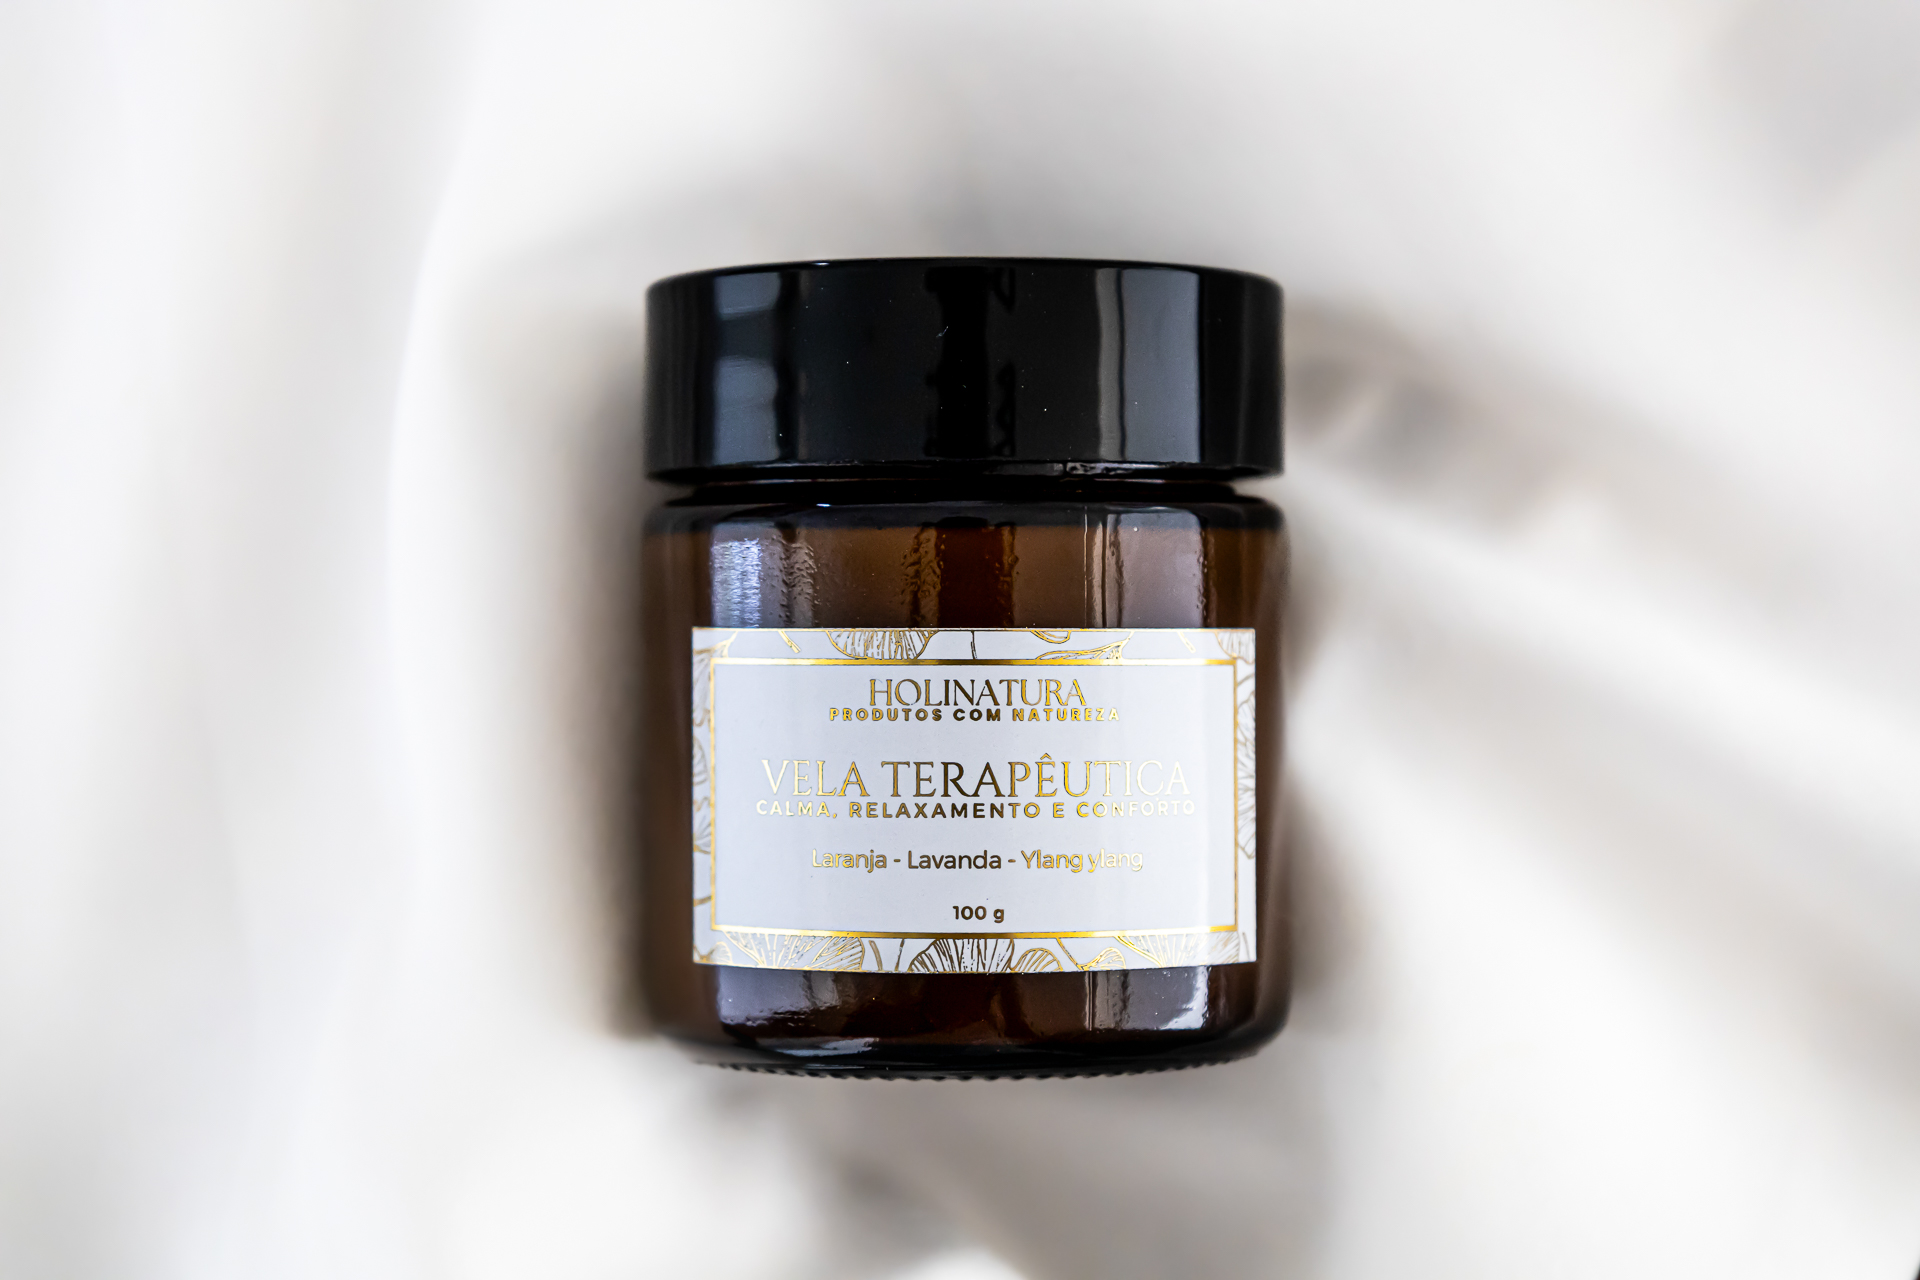 HOLINATURA
PRODUTOS COM NATUREZA
VELA TERAPÊUTICA
CALMA, RELAXAMENTO E CONFORTO
Laranja - Lavanda - Ylang ylang
100 g